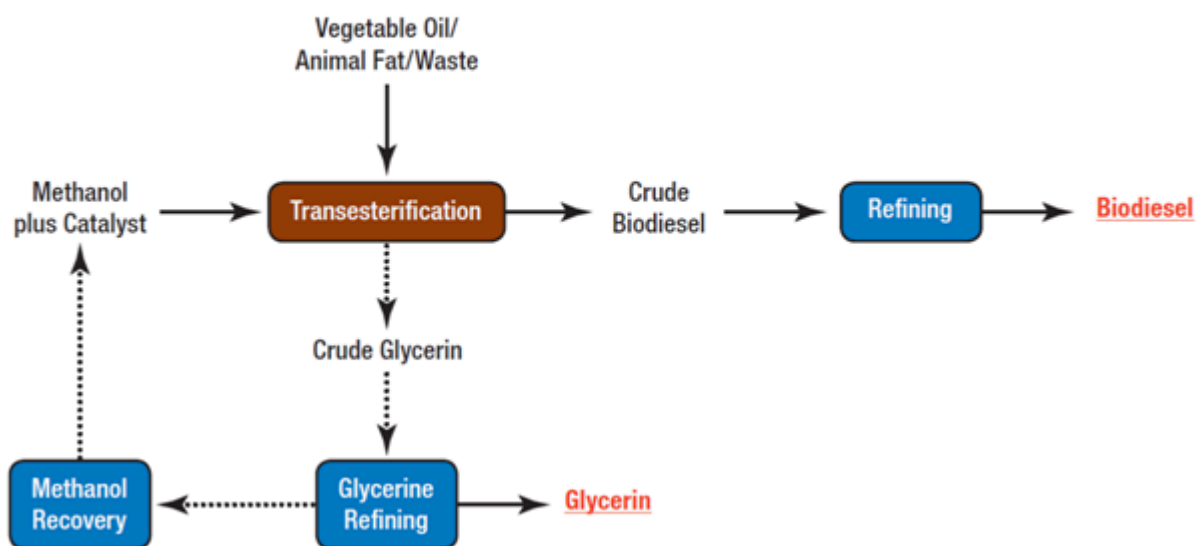 Vegetable Oil/
Animal Fat/Waste
Methanol
plus Catalyst
Transesterification
Crude
Biodiesel
Refining
Biodiesel
Crude Glycerin
Methanol
Recovery
Glycerine
Refining
Glycerin